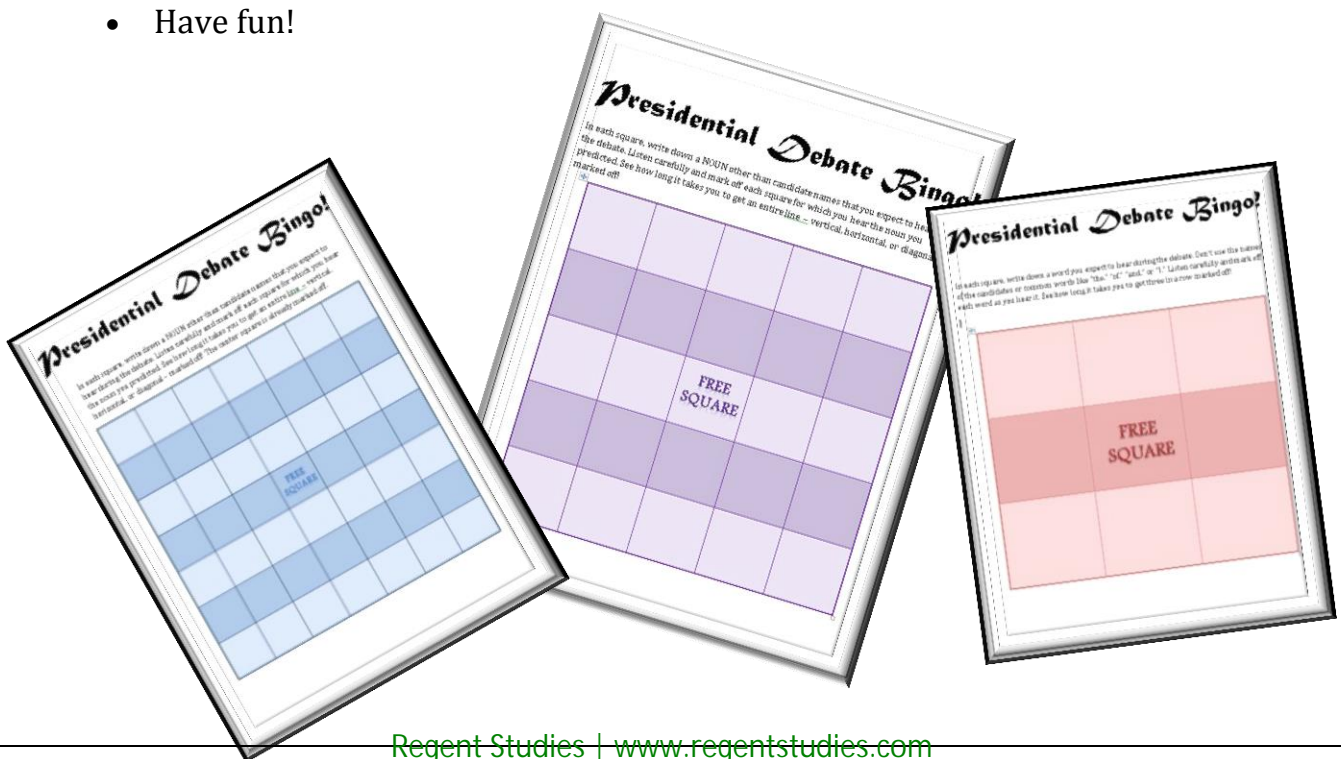 • Have fun!
Presidential Debate Bingo!
In each square, write down a NOUN other than candidate names that you expect to
hear during the debate. Listen carefully and mark off each square for which you hear
the noun you predicted. See how long it takes you to get an entire line – vertical,
horizontal, or diagonal – marked off. The center square is already marked off.
FREE
SQUARE
Presidential Debate Bingo!
In each square, write down a NOUN other than candidate names that you expect to hea
the debate. Listen carefully and mark off each square for which you hear the noun you
predicted. See how long it takes you to get an entire line – vertical, horizontal, or diagona
marked off!
FREE
SQUARE
Presidential Debate Bingo!
In each square, write down a word you expect to hear during the debate. Don't use the names
of the candidates or common words like "the," "of," "and," or "I." Listen carefully and mark off
each word as you hear it. See how long it takes you to get three in a row marked off!
FREE
SQUARE
Regent Studies | www.regentstudies.com